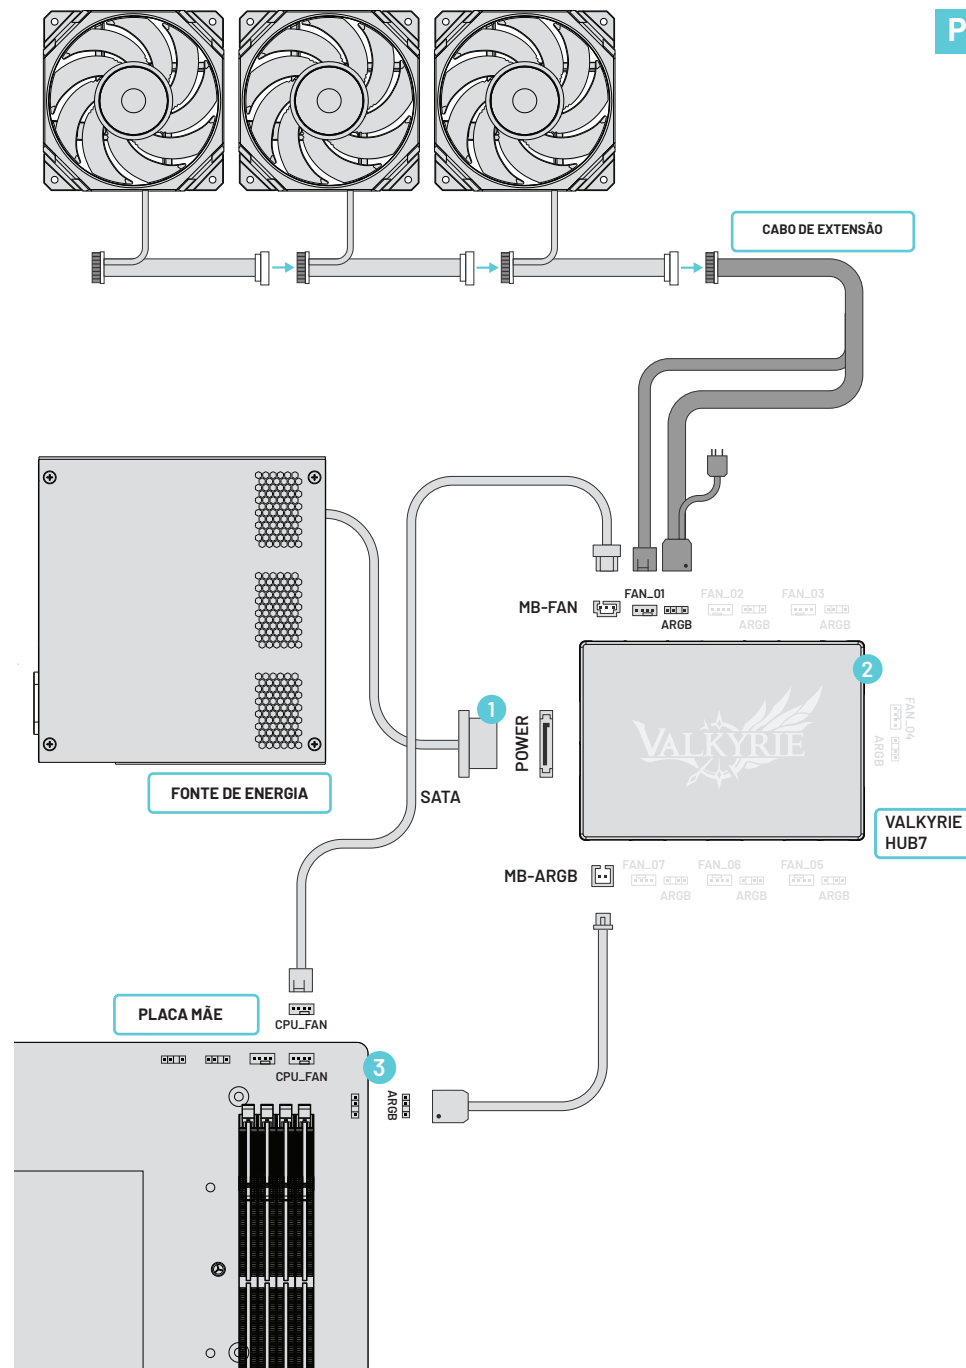 P
CABO DE EXTENSÃO
FAN_01
FAN_02
FAN_03
MB-FAN
ARGB
ARGB
ARGB
2
1
POWER
VALKYRIE
FAN_04
ARGB
FONTE DE ENERGIA
SATA
VALKYRIE
HUB7
FAN_07
FAN_06
FAN_05
MB-ARGB
ARGB
ARGB
ARGB
PLACA MÃE
CPU_FAN
3
CPU_FAN
ARGB